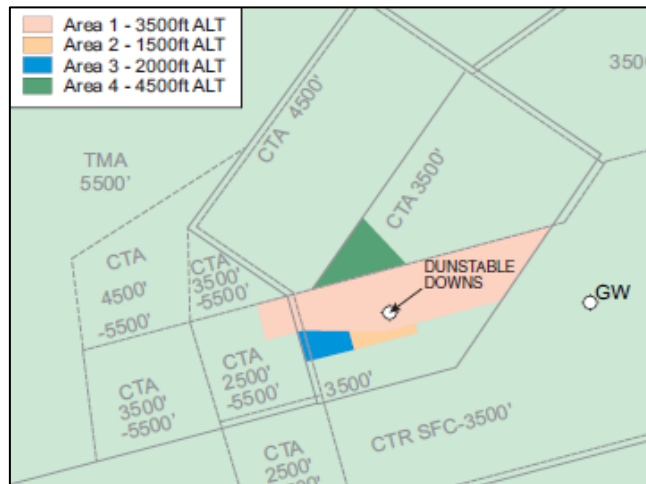 Area 1 - 3500ft ALT
Area 2 - 1500ft ALT
Area 3 - 2000ft ALT
Area 4 - 4500ft ALT
CTA 4500'
TMA
5500'
CTA 3500'
CTA
4500'
-5500'
CTA
3500'
-5500'
DUNSTABLE
DOWNS
GW
CTA
3500'
-5500'
CTA
2500'
-5500'
3500'
CTR SFC-3500'
CTA
2500'